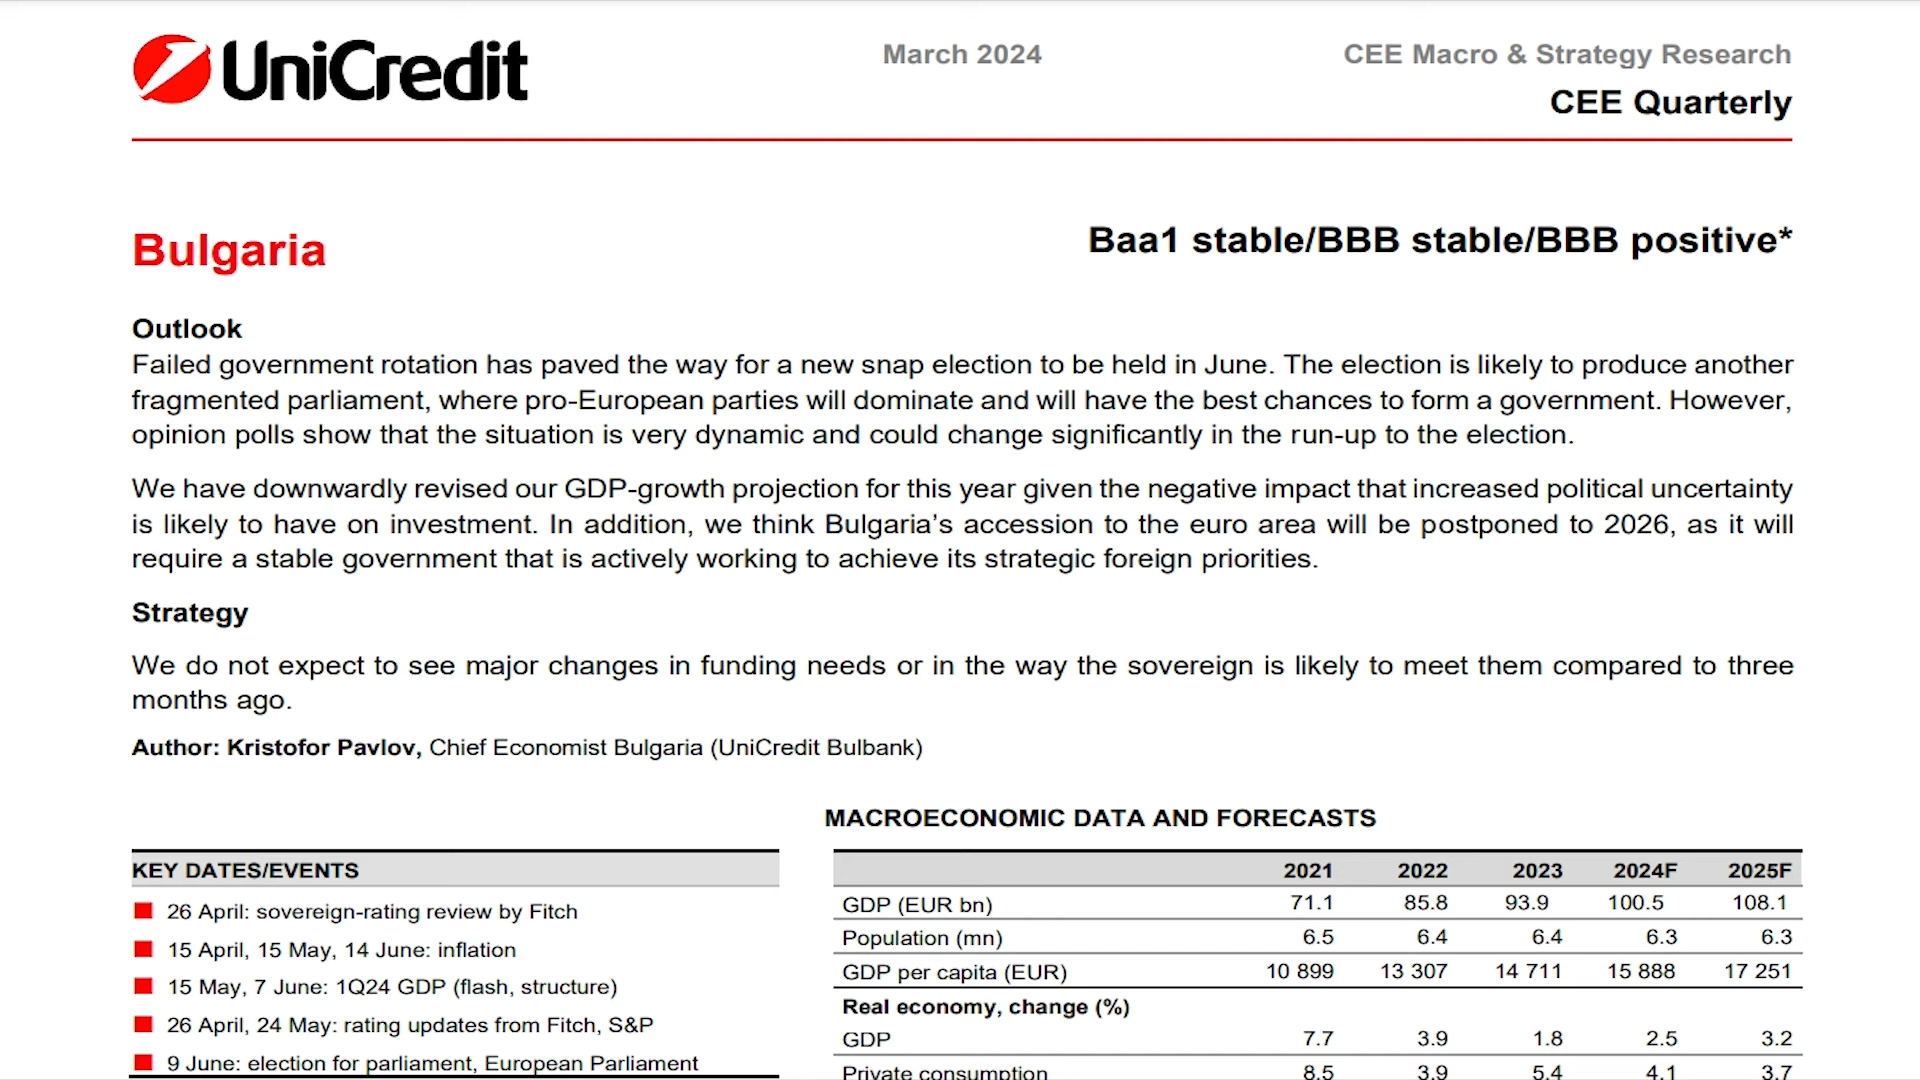 UniCredit
March 2024
CEE Macro & Strategy Research
CEE Quarterly
Bulgaria
Baa1 stable/BBB stable/BBB positive*
Outlook
Failed government rotation has paved the way for a new snap election to be held in June. The election is likely to produce another
fragmented parliament, where pro-European parties will dominate and will have the best chances to form a government. However,
opinion polls show that the situation is very dynamic and could change significantly in the run-up to the election.
We have downwardly revised our GDP-growth projection for this year given the negative impact that increased political uncertainty
is likely to have on investment. In addition, we think Bulgaria’s accession to the euro area will be postponed to 2026, as it will
require a stable government that is actively working to achieve its strategic foreign priorities.
Strategy
We do not expect to see major changes in funding needs or in the way the sovereign is likely to meet them compared to three
months ago.
Author: Kristofor Pavlov, Chief Economist Bulgaria (UniCredit Bulbank)
KEY DATES/EVENTS
26 April: sovereign-rating review by Fitch
15 April, 15 May, 14 June: inflation
15 May, 7 June: 1Q24 GDP (flash, structure)
26 April, 24 May: rating updates from Fitch, S&P
9 June: election for parliament, European Parliament
MACROECONOMIC DATA AND FORECASTS
2021 2022 2023 2024F 2025F
GDP (EUR bn) 71.1 85.8 93.9 100.5 108.1
Population (mn) 6.5 6.4 6.4 6.3 6.3
GDP per capita (EUR) 10 899 13 307 14 711 15 888 17 251
Real economy, change (%)
GDP 7.7 3.9 1.8 2.5 3.2
Private consumption 8.5 3.9 5.4 4.1 3.7